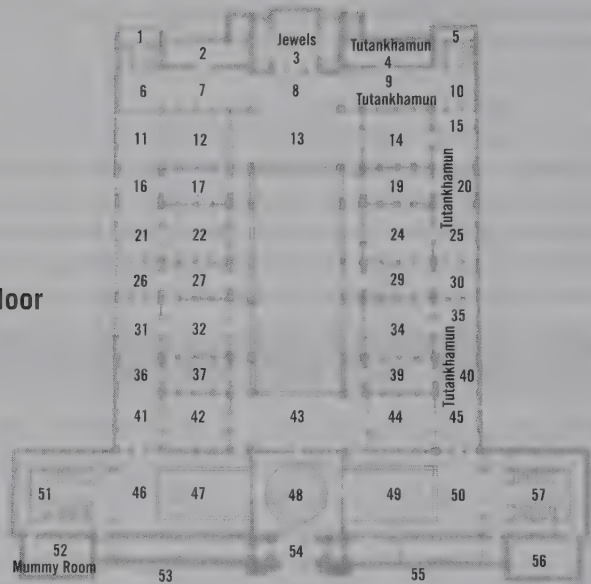 1 2 Jewels Tutankhamun 5
3 4
6 7 8 9 10
Tutankhamun
11 12 13 14 15
16 17 19 20
Tutankhamun
21 22 24 25
26 27 29 30
loor
31 32 34 35
36 37 39 40
Tutankhamun
41 42 43 44 45
51 46 47 48 49 50 57
52 54 56
Mummy Room 53 55